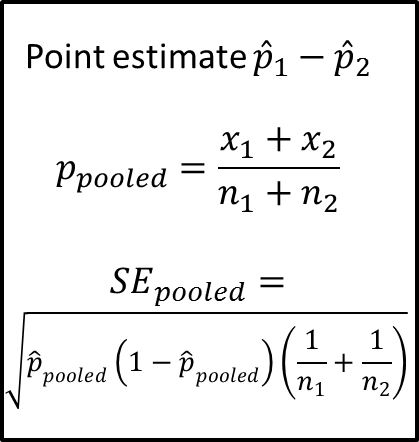 Point estimate p̂₁ − p̂₂
p_pooled = (x₁ + x₂)/(n₁ + n₂)
SE_pooled =
√(p̂_pooled (1 − p̂_pooled) (1/n₁ + 1/n₂))